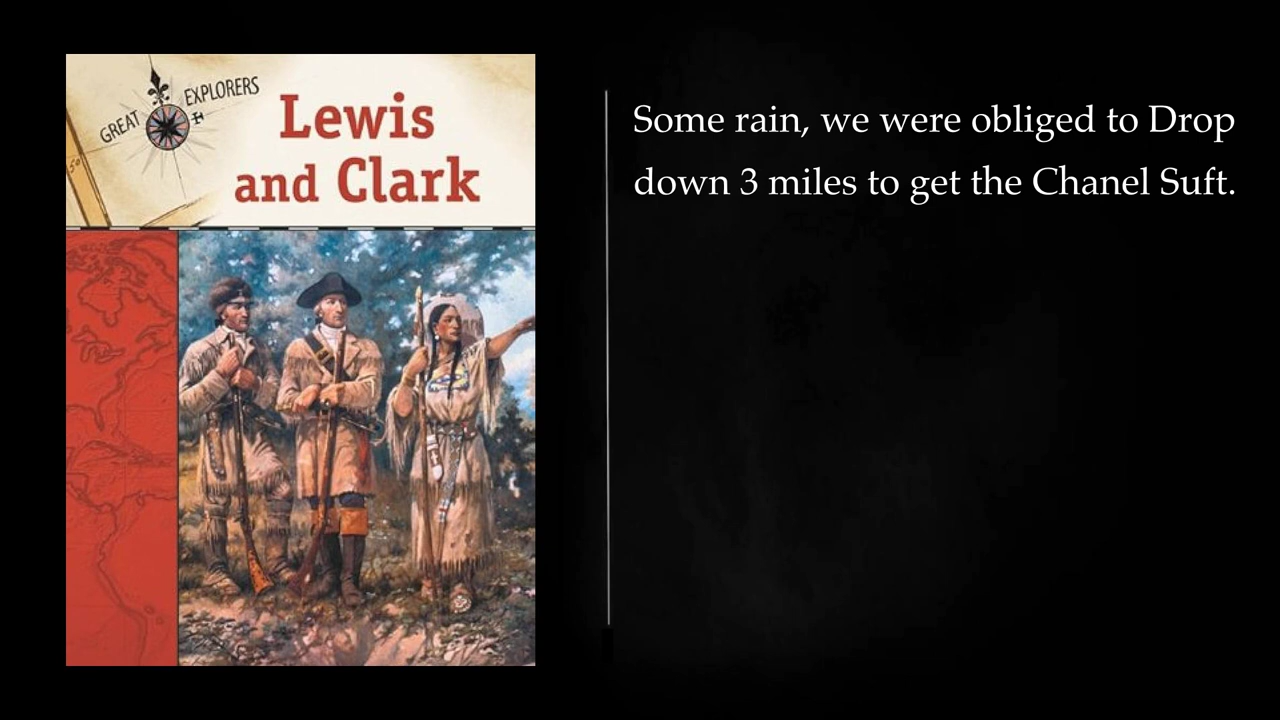 GREAT EXPLORERS
Lewis
and Clark
Some rain, we were obliged to Drop
down 3 miles to get the Chanel Suft.